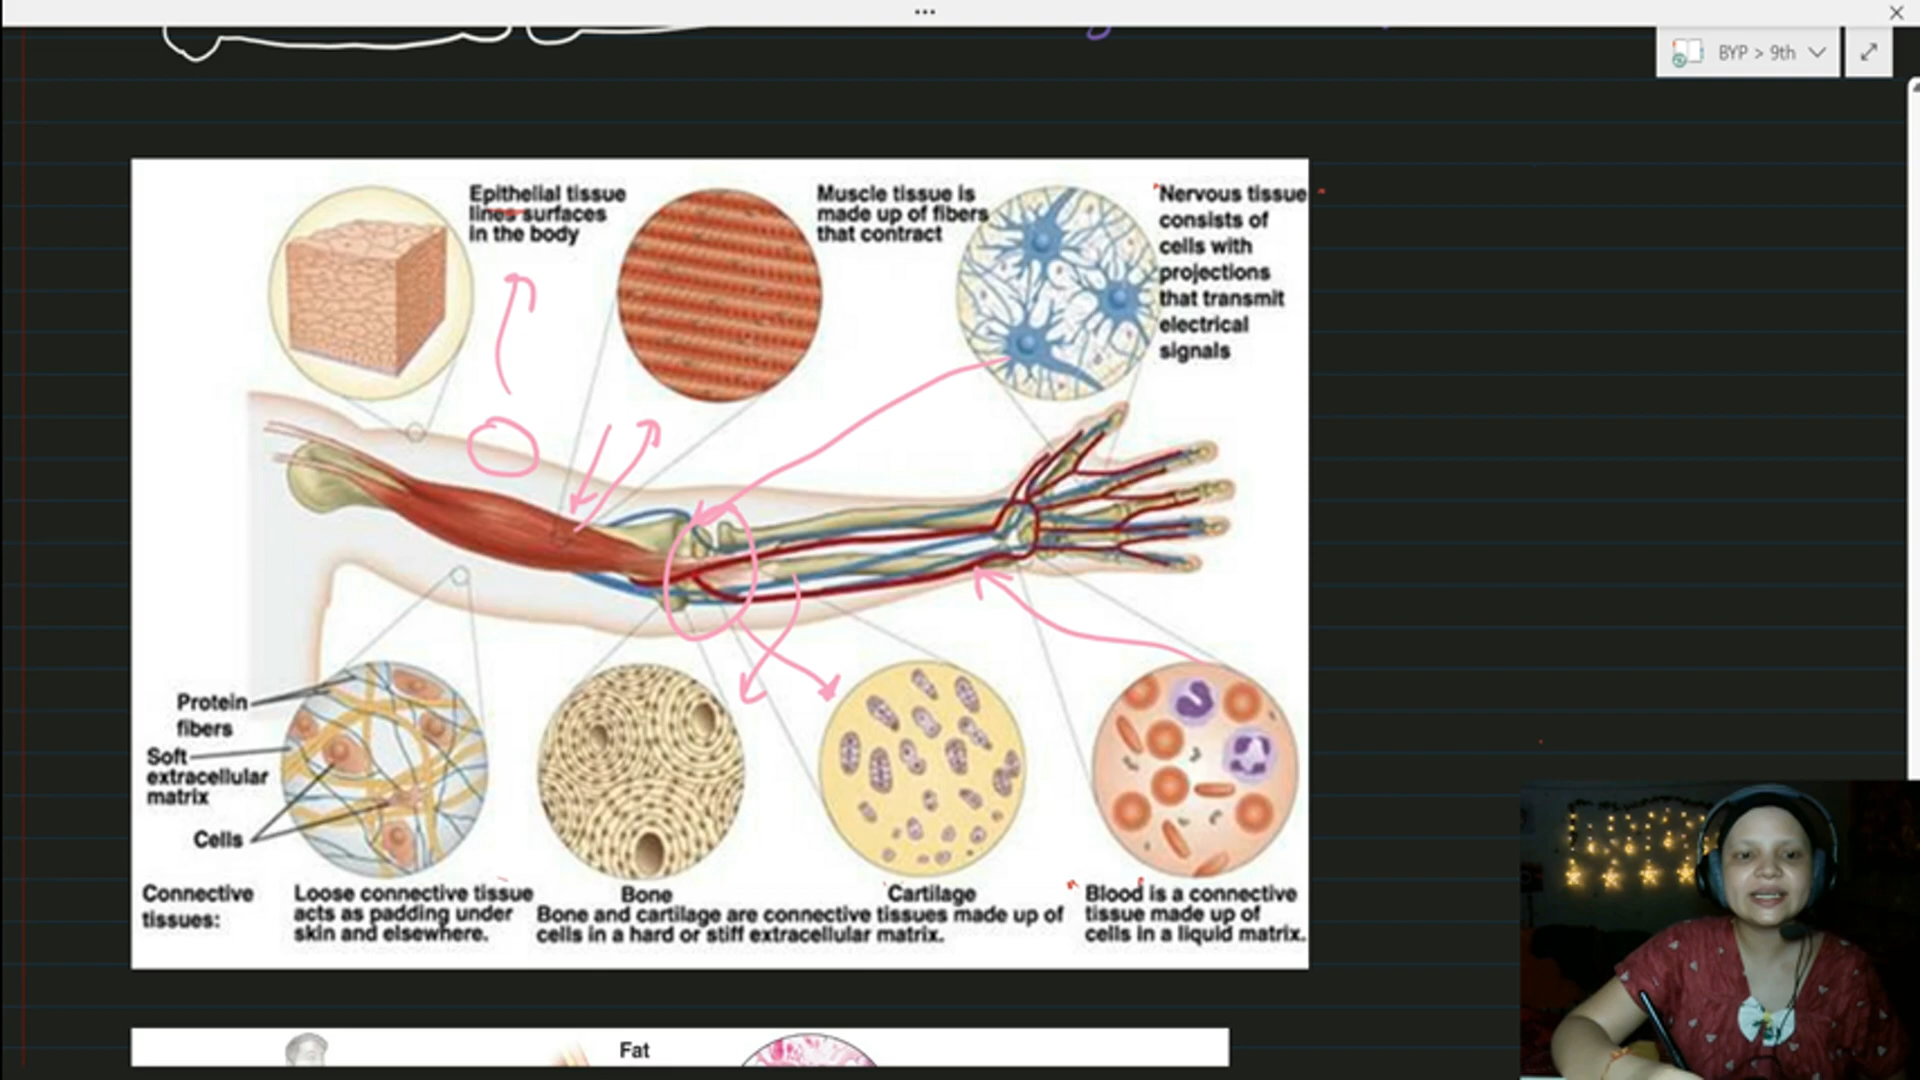 BYP > 9th
Epithelial tissue
lines surfaces
in the body
Muscle tissue is
made up of fibers
that contract
Nervous tissue
consists of
cells with
projections
that transmit
electrical
signals
Protein
fibers
Soft
extracellular
matrix
Cells
Connective
tissues:
Loose connective tissue
acts as padding under
skin and elsewhere.
Bone
Cartilage
Bone and cartilage are connective tissues made up of
cells in a hard or stiff extracellular matrix.
Blood is a connective
tissue made up of
cells in a liquid matrix.
Fat